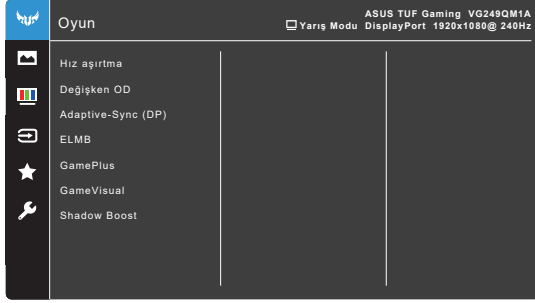 Oyun
ASUS TUF Gaming VG249QM1A
Yarış Modu DisplayPort 1920x1080@ 240Hz
Hız aşırtma
Değişken OD
Adaptive-Sync (DP)
ELMB
GamePlus
GameVisual
Shadow Boost